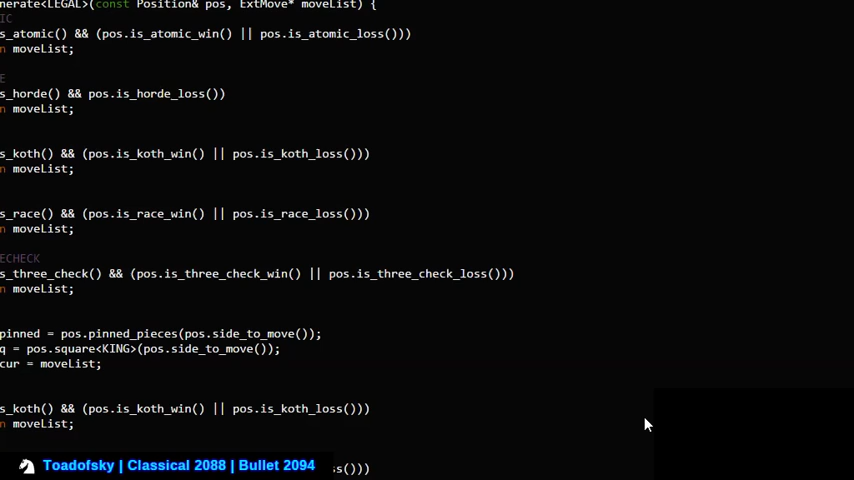 nerate<LEGAL>(const Position& pos, ExtMove* moveList) {
IC
s_atomic() && (pos.is_atomic_win() || pos.is_atomic_loss()))
n moveList;
E
s_horde() && pos.is_horde_loss())
n moveList;
s_koth() && (pos.is_koth_win() || pos.is_koth_loss()))
n moveList;
s_race() && (pos.is_race_win() || pos.is_race_loss()))
n moveList;
ECHECK
s_three_check() && (pos.is_three_check_win() || pos.is_three_check_loss()))
n moveList;
pinned = pos.pinned_pieces(pos.side_to_move());
q = pos.square<KING>(pos.side_to_move());
cur = moveList;
s_koth() && (pos.is_koth_win() || pos.is_koth_loss()))
n moveList;
Toadofsky | Classical 2088 | Bullet 2094
s()))